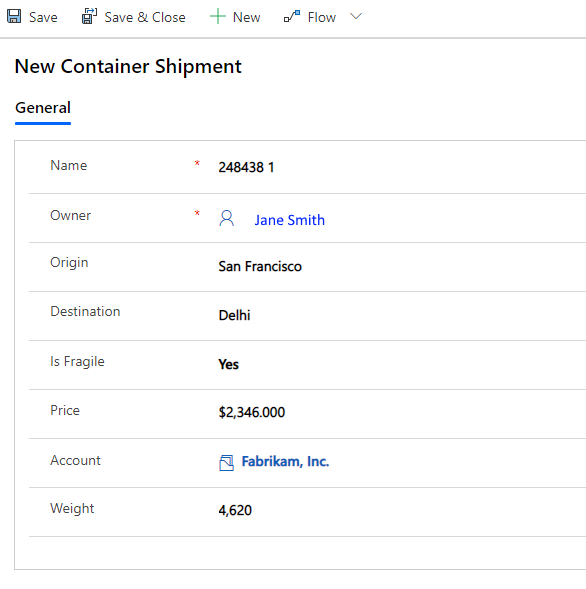 Save Save & Close New Flow
New Container Shipment
General
Name * 248438 1
Owner * Jane Smith
Origin San Francisco
Destination Delhi
Is Fragile Yes
Price $2,346.000
Account Fabrikam, Inc.
Weight 4,620